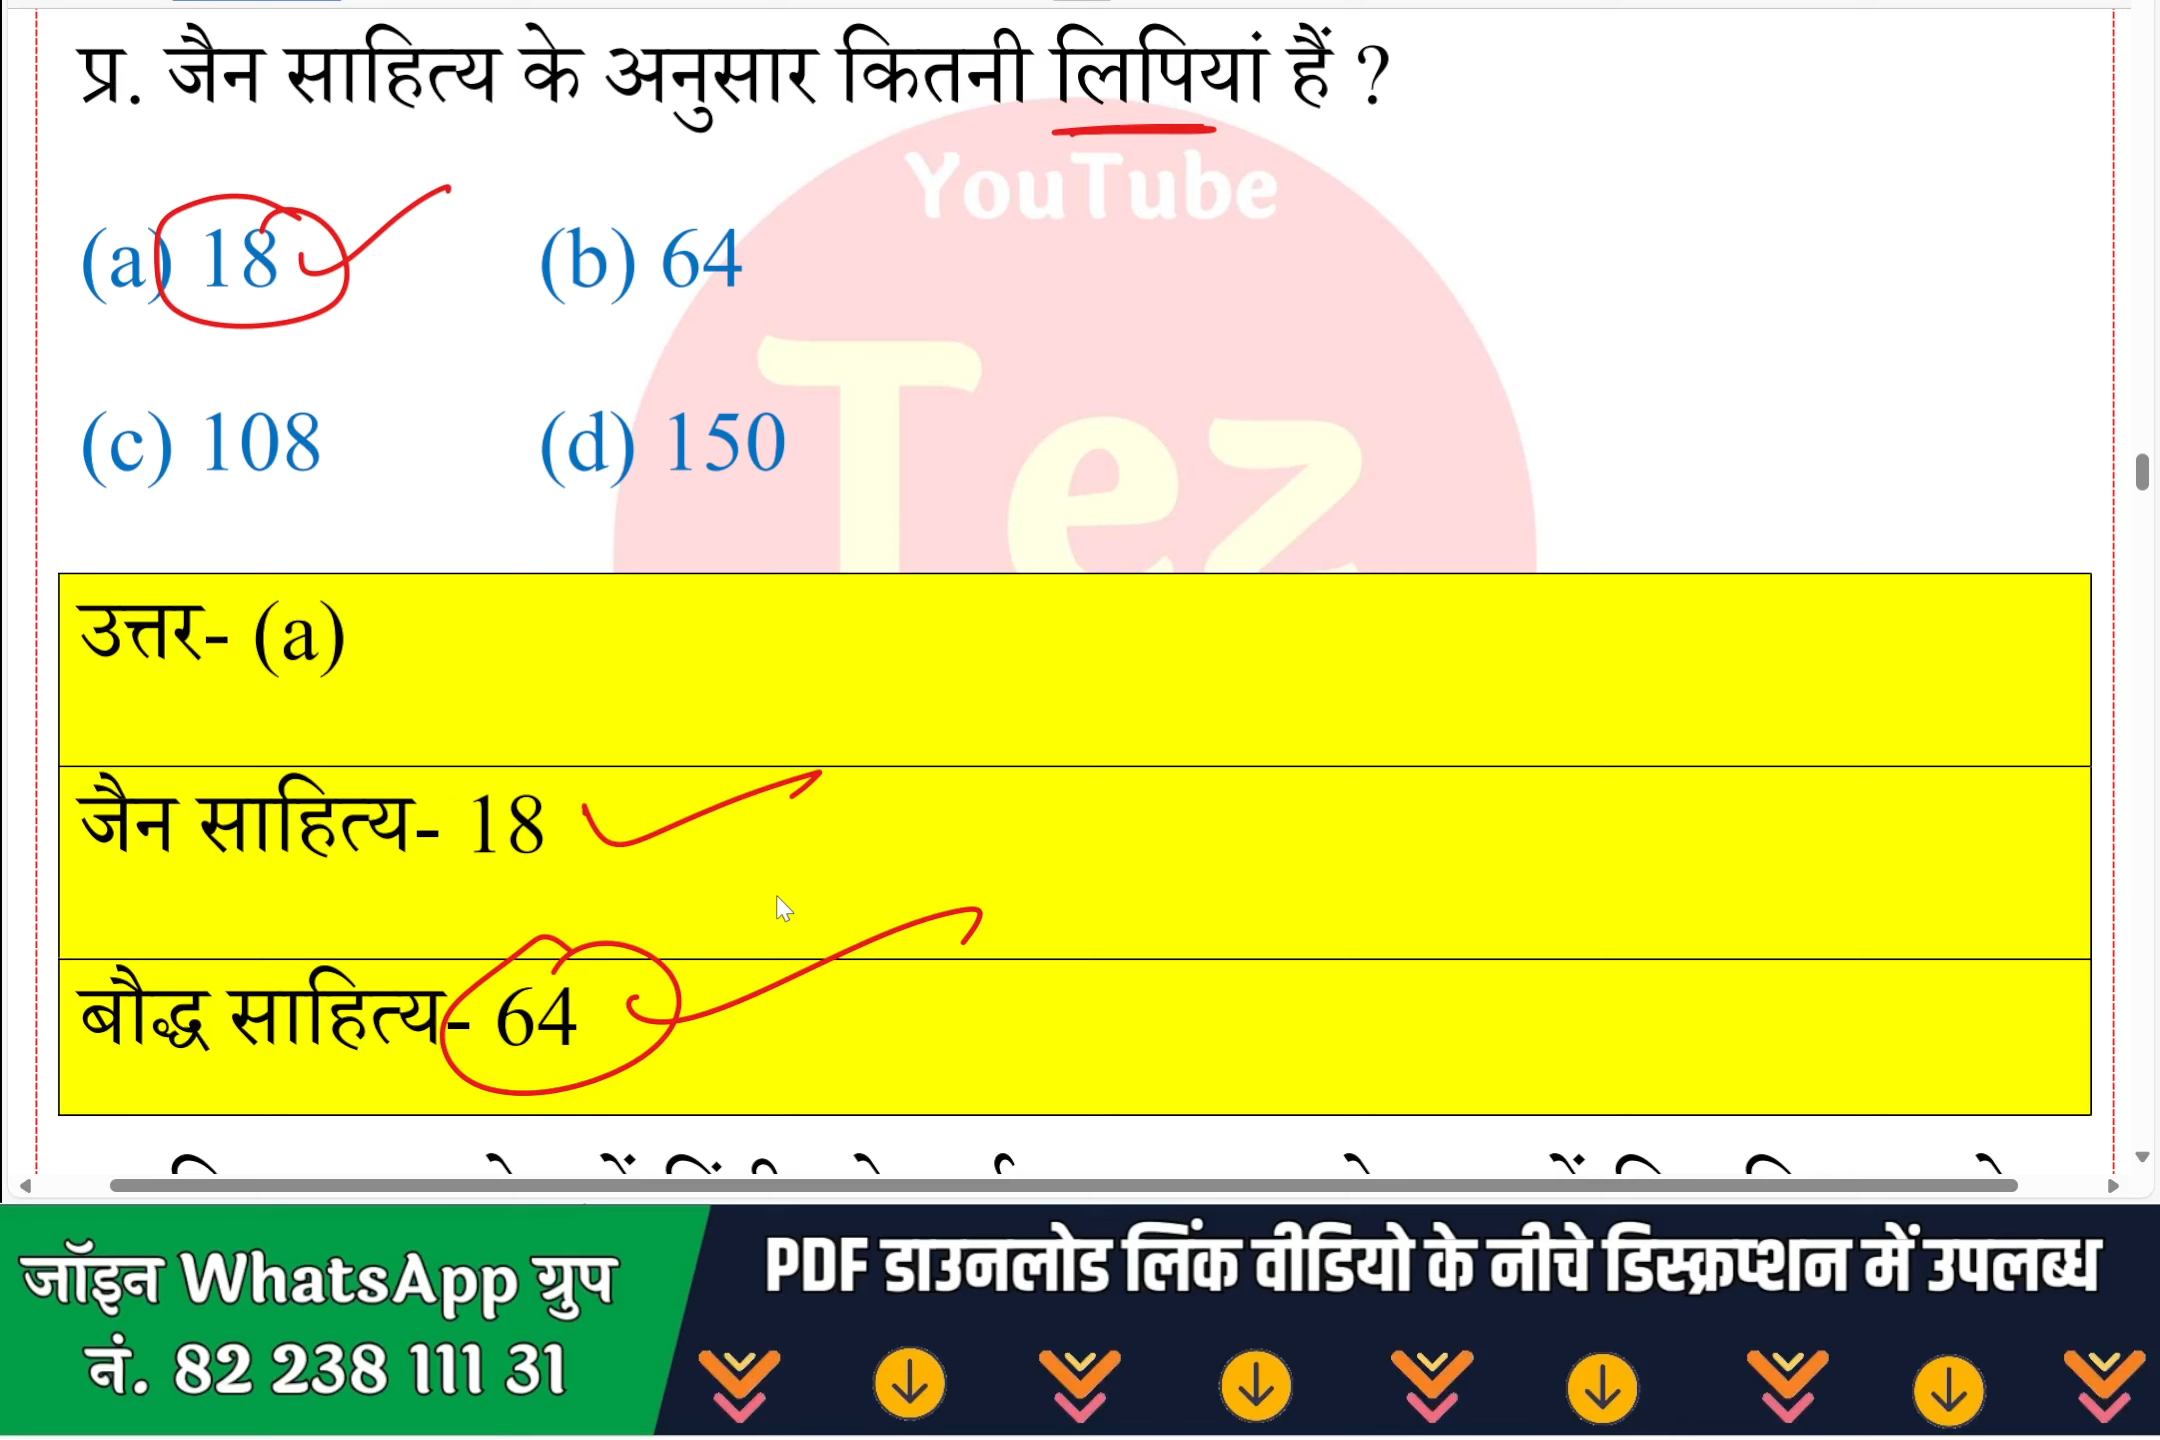 प्र. जैन साहित्य के अनुसार कितनी लिपियां हैं ?
YouTube
(a) 18 (b) 64
Tez
(c) 108 (d) 150
उत्तर- (a)
जैन साहित्य- 18
बौद्ध साहित्य- 64
जॉइन WhatsApp ग्रुप
नं. 82 238 111 31
PDF डाउनलोड लिंक वीडियो के नीचे डिस्क्रप्शन में उपलब्ध